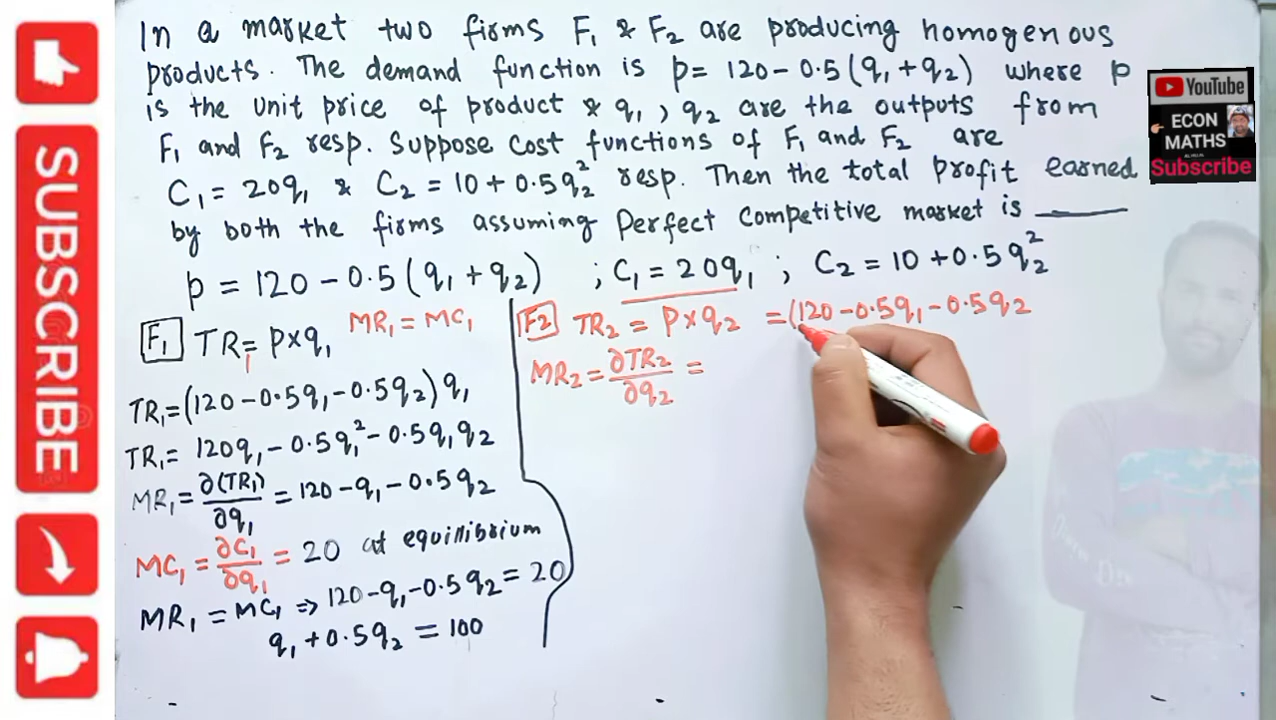 In a market two firms F₁ & F₂ are producing homogenous
products. The demand function is p= 120-0.5(q₁+q₂) where p
is the unit price of product & q₁, q₂ are the outputs from
F₁ and F₂ resp. Suppose cost functions of F₁ and F₂ are
C₁ = 20q₁ & C₂ = 10+0.5q₂² resp. Then the total profit earned
by both the firms assuming perfect competitive market is ____
p = 120-0.5(q₁+q₂) ; C₁ = 20q₁ ; C₂ = 10+0.5q₂²
F₁ TR₁= p×q₁ MR₁ = MC₁
TR₁=(120-0.5q₁-0.5q₂)q₁
TR₁= 120q₁-0.5q₁²-0.5q₁q₂
MR₁=∂(TR₁)/∂q₁ = 120-q₁-0.5q₂
MC₁ = ∂C₁/∂q₁ = 20 at equilibrium
MR₁ = MC₁ ⇒ 120-q₁-0.5q₂ = 20
q₁+0.5q₂ = 100
F₂ TR₂ = p×q₂ =(120-0.5q₁-0.5q₂
MR₂ = ∂TR₂/∂q₂ =
SUBSCRIBE
YouTube
ECON
MATHS
Subscribe